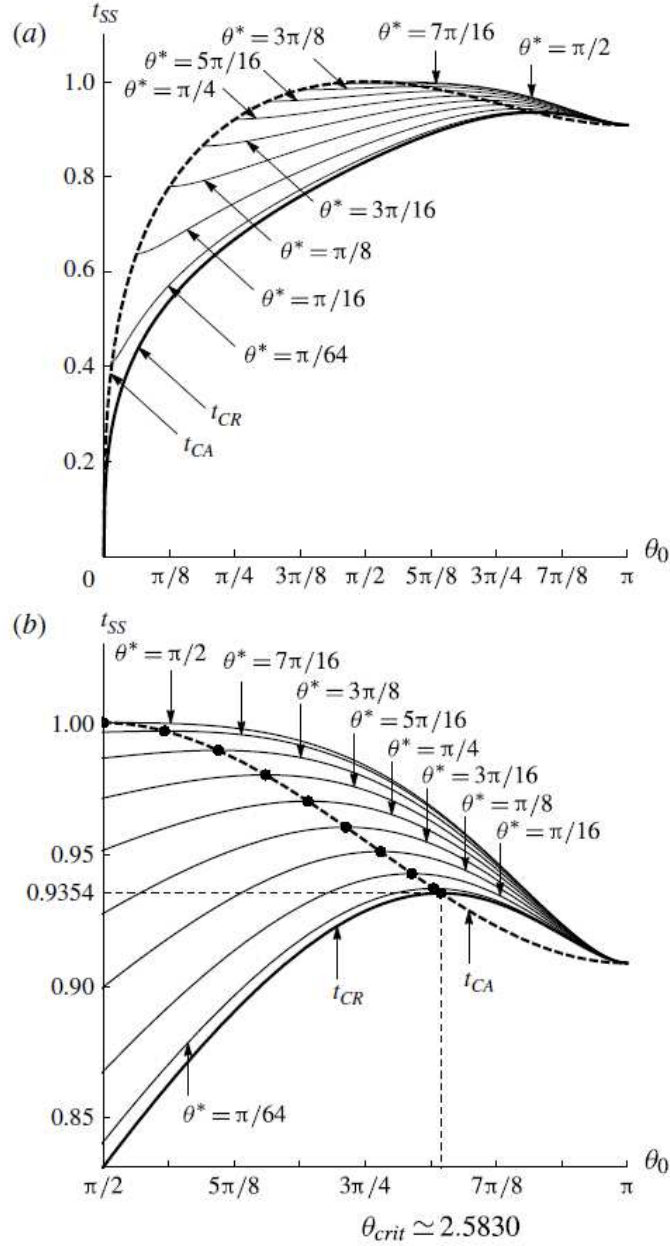 (a)
t_SS
θ* = 3π/8
θ* = 7π/16
θ* = 5π/16
θ* = π/2
θ* = π/4
1.0
0.8
θ* = 3π/16
θ* = π/8
0.6
θ* = π/16
θ* = π/64
0.4
t_CR
t_CA
0.2
θ_0
0
π/8 π/4 3π/8 π/2 5π/8 3π/4 7π/8 π
(b)
t_SS
θ* = π/2
θ* = 7π/16
θ* = 3π/8
1.00
θ* = 5π/16
θ* = π/4
θ* = 3π/16
θ* = π/8
θ* = π/16
0.95
0.9354
0.90
t_CR
t_CA
θ* = π/64
0.85
θ_0
π/2 5π/8 3π/4 7π/8 π
θ_crit ≃ 2.5830